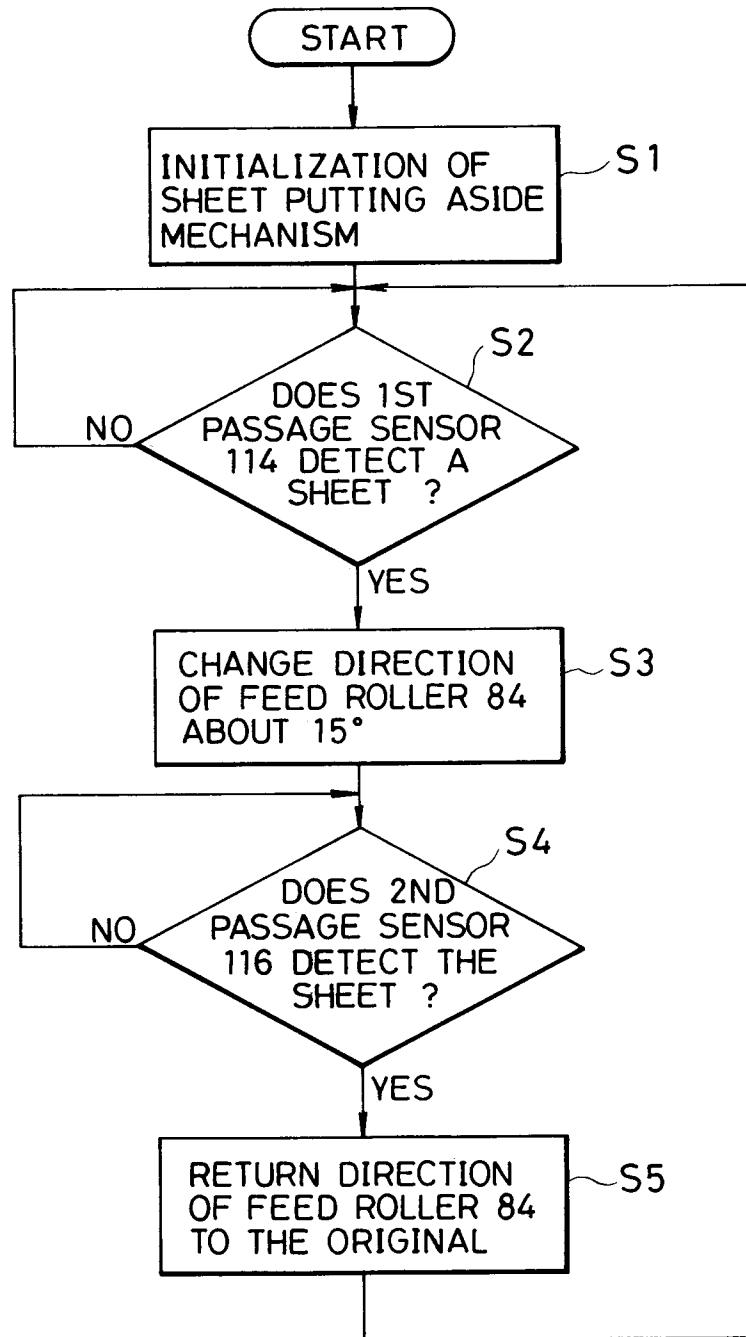 START
INITIALIZATION OF
SHEET PUTTING ASIDE
MECHANISM
S1
S2
DOES 1ST
PASSAGE SENSOR
114 DETECT A
SHEET ?
NO
YES
CHANGE DIRECTION
OF FEED ROLLER 84
ABOUT 15°
S3
S4
DOES 2ND
PASSAGE SENSOR
116 DETECT THE
SHEET ?
NO
YES
RETURN DIRECTION
OF FEED ROLLER 84
TO THE ORIGINAL
S5